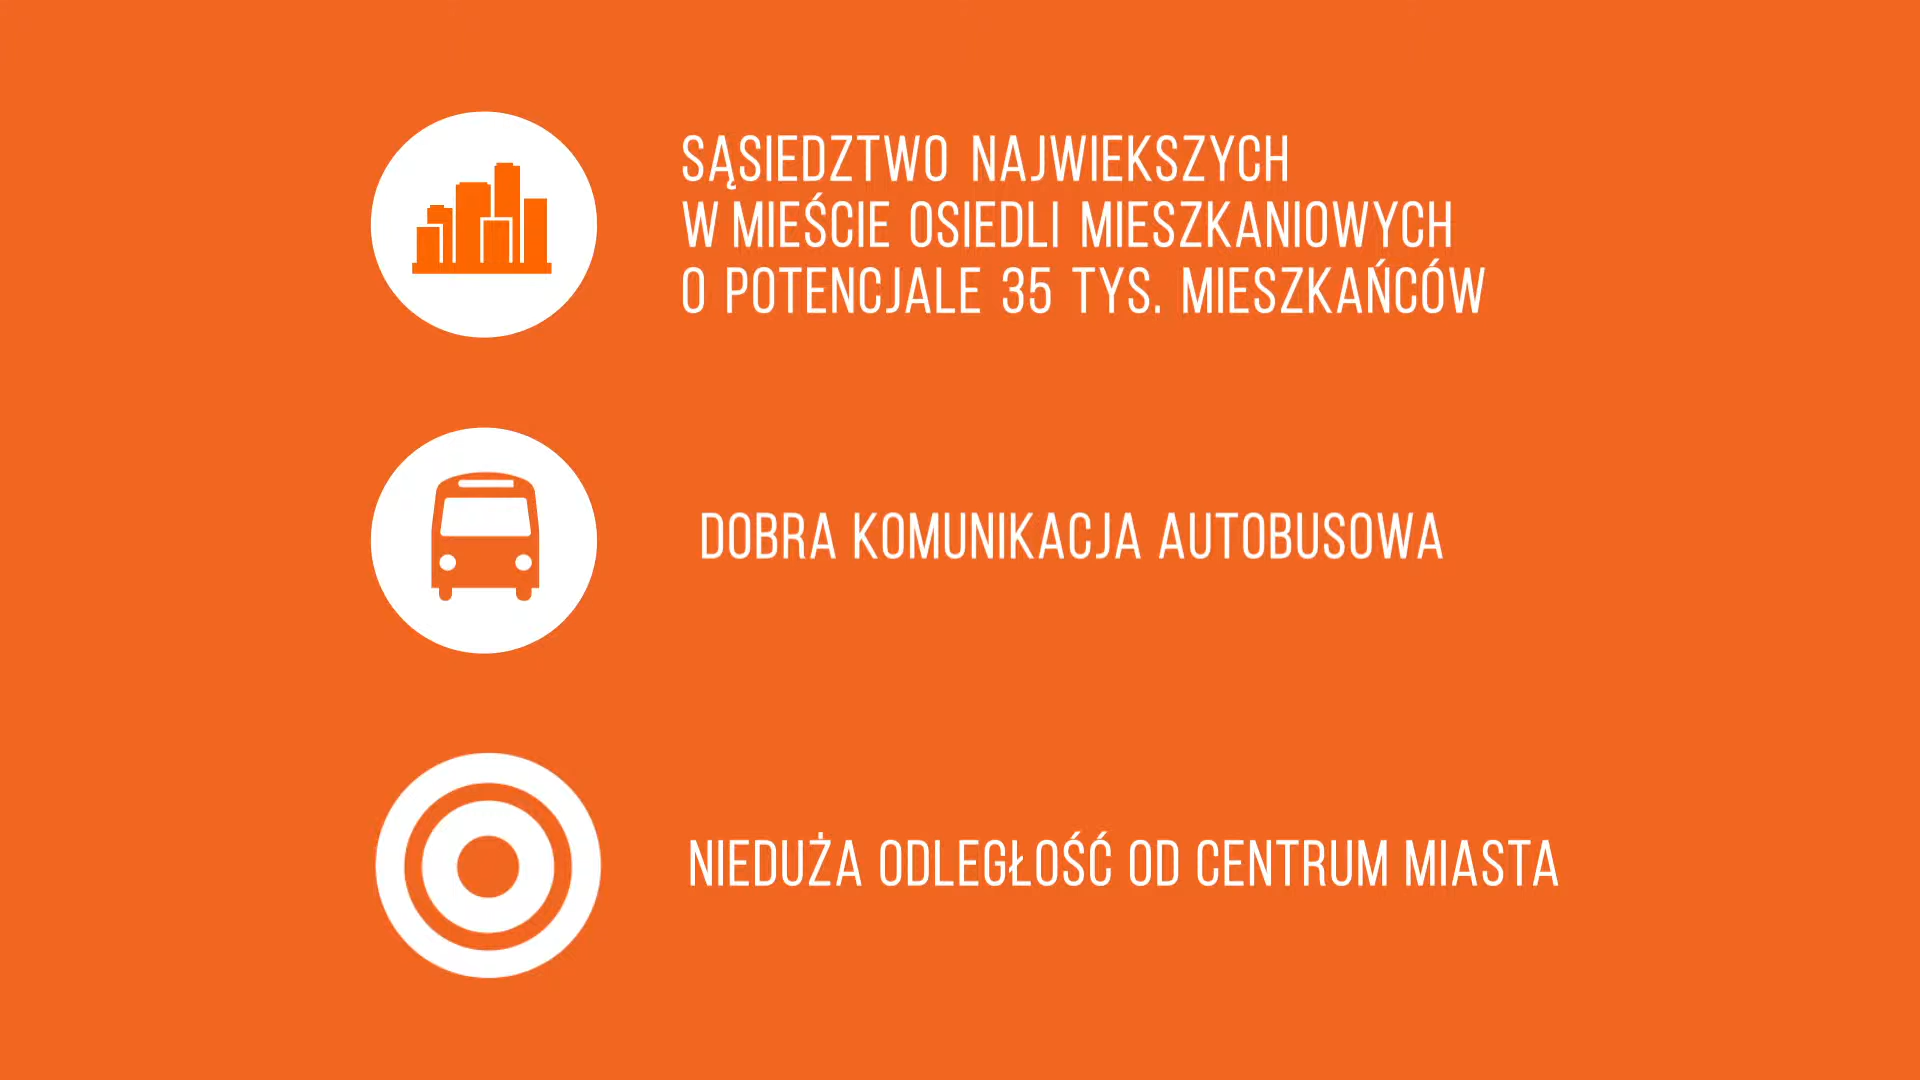 SĄSIEDZTWO NAJWIEKSZYCH
W MIEŚCIE OSIEDLI MIESZKANIOWYCH
O POTENCJALE 35 TYS. MIESZKAŃCÓW
DOBRA KOMUNIKACJA AUTOBUSOWA
NIEDUŻA ODLEGŁOŚĆ OD CENTRUM MIASTA